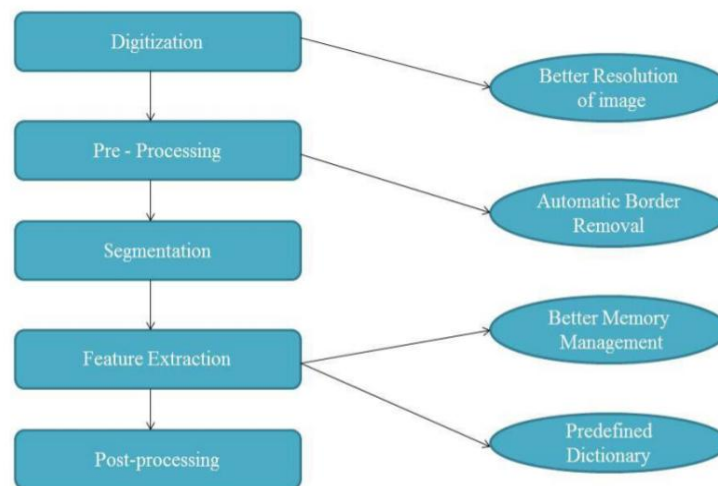 Digitization
Better Resolution
of image
Pre - Processing
Automatic Border
Removal
Segmentation
Better Memory
Management
Feature Extraction
Predefined
Dictionary
Post-processing